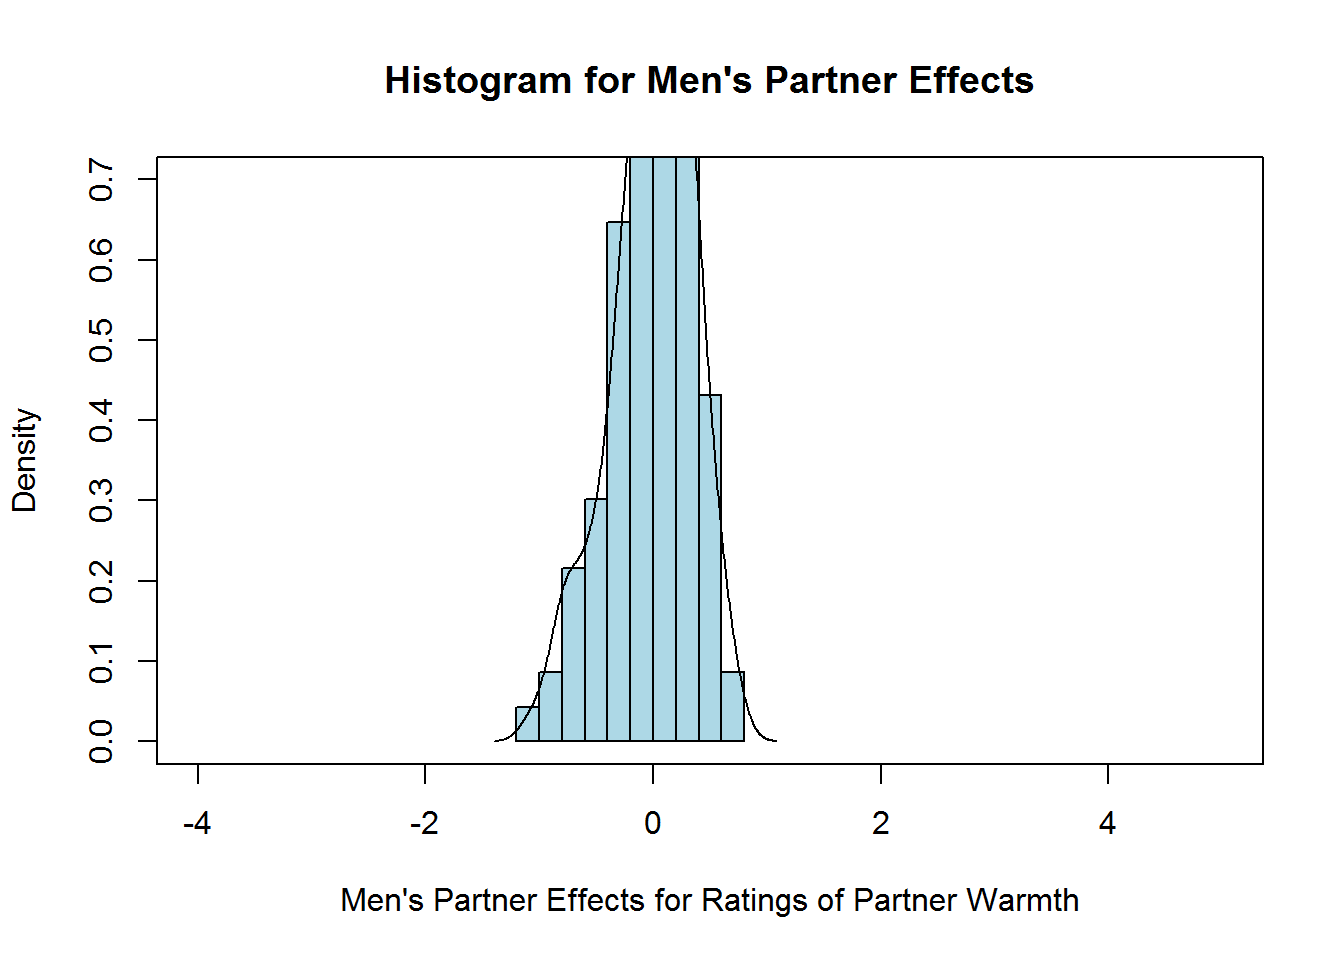 Histogram for Men's Partner Effects
0.7
0.6
0.5
0.4
0.3
0.2
0.1
0.0
Density
-4 -2 0 2 4
Men's Partner Effects for Ratings of Partner Warmth